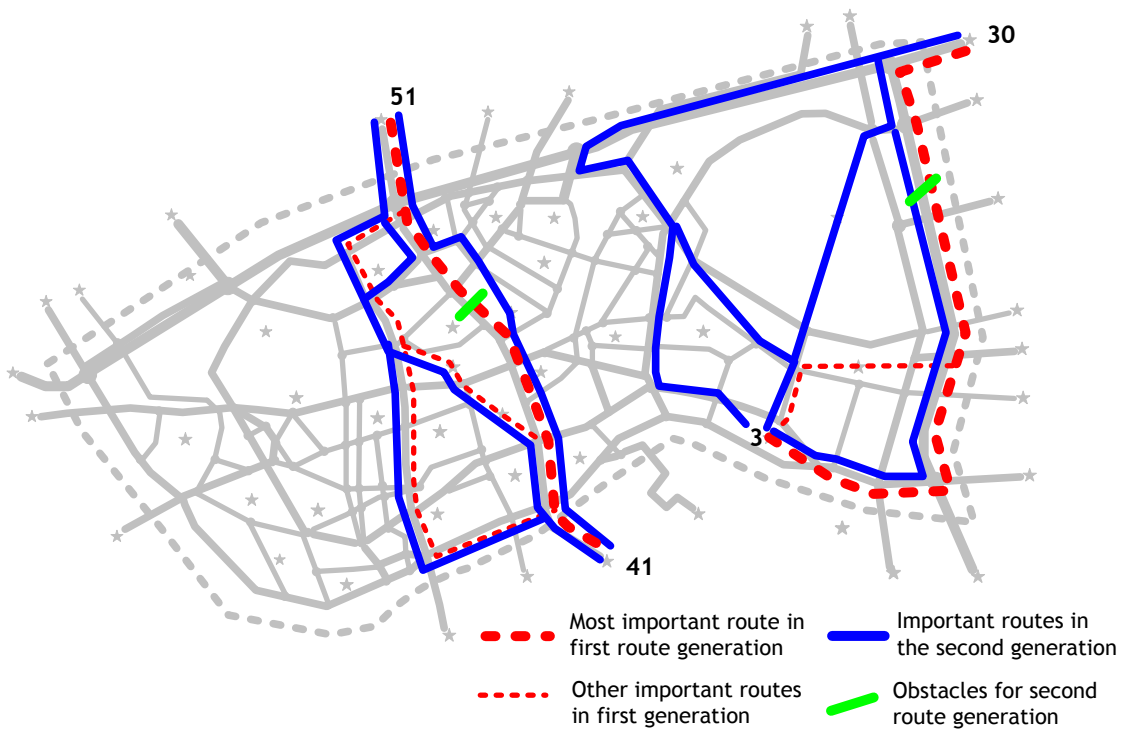 30
51
3
41
Most important route in
first route generation
Important routes in
the second generation
Other important routes
in first generation
Obstacles for second
route generation